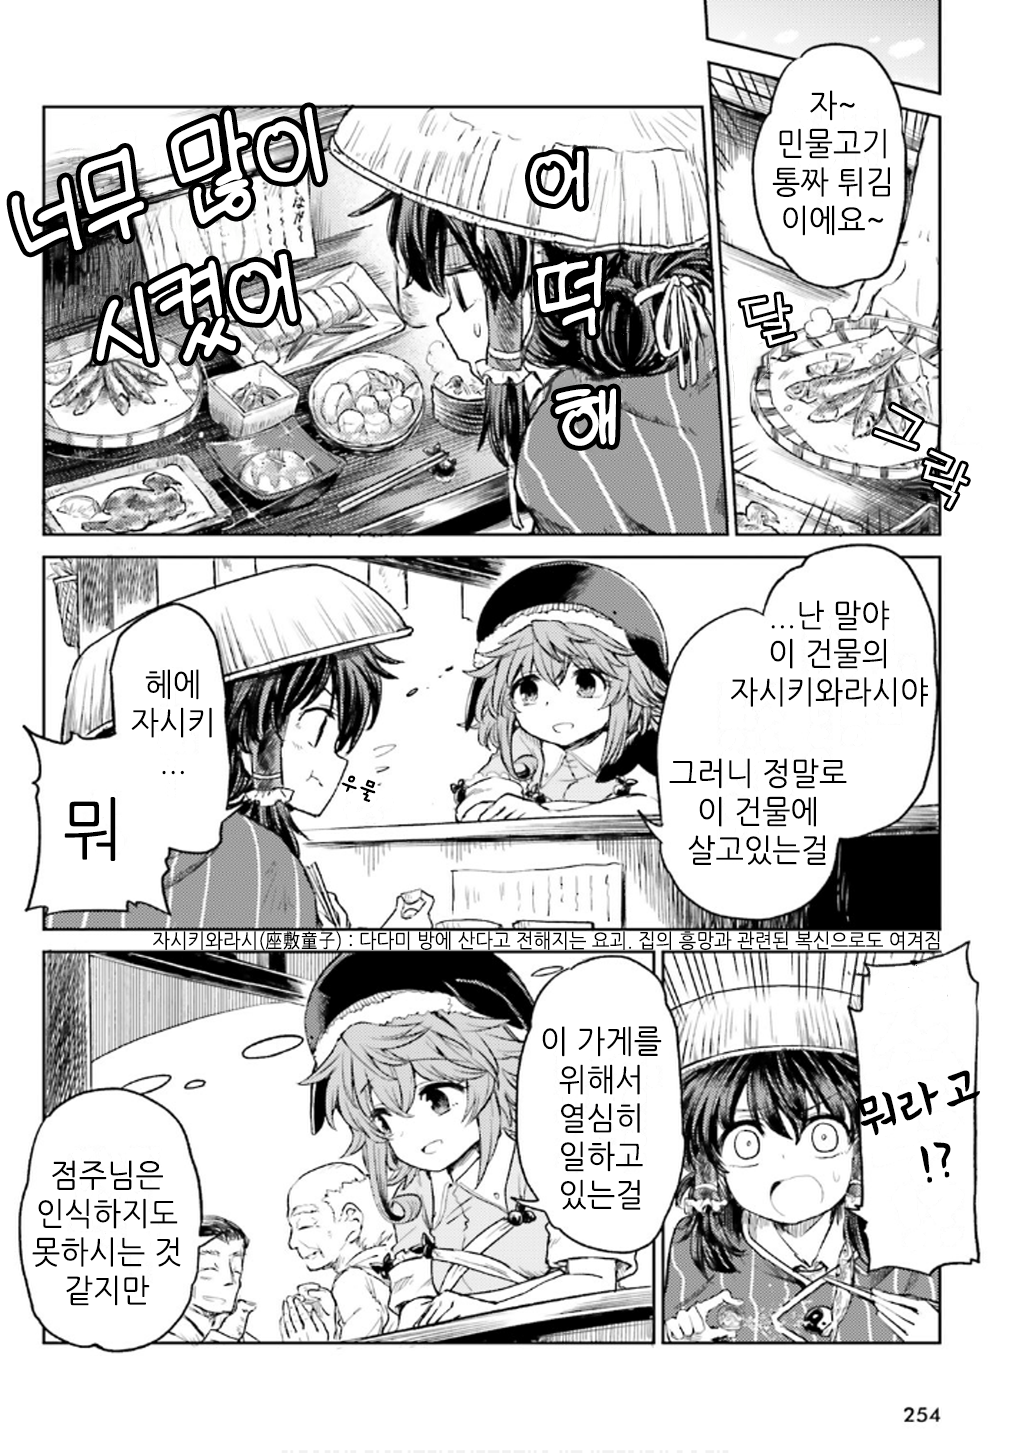 자~
민물고기
통짜 튀김
이에요~
달
그락
어
떡
해
너무 많이
시켰어
...난 말야
이 건물의
자시키와라시야
그러니 정말로
이 건물에
살고있는걸
우물
헤에
자시키
...
뭐
자시키와라시(座敷童子) : 다다미 방에 산다고 전해지는 요괴. 집의 흥망과 관련된 복신으로도 여겨짐
뭐라고
!?
이 가게를
위해서
열심히
일하고
있는걸
점주님은
인식하지도
못하시는 것
같지만
254